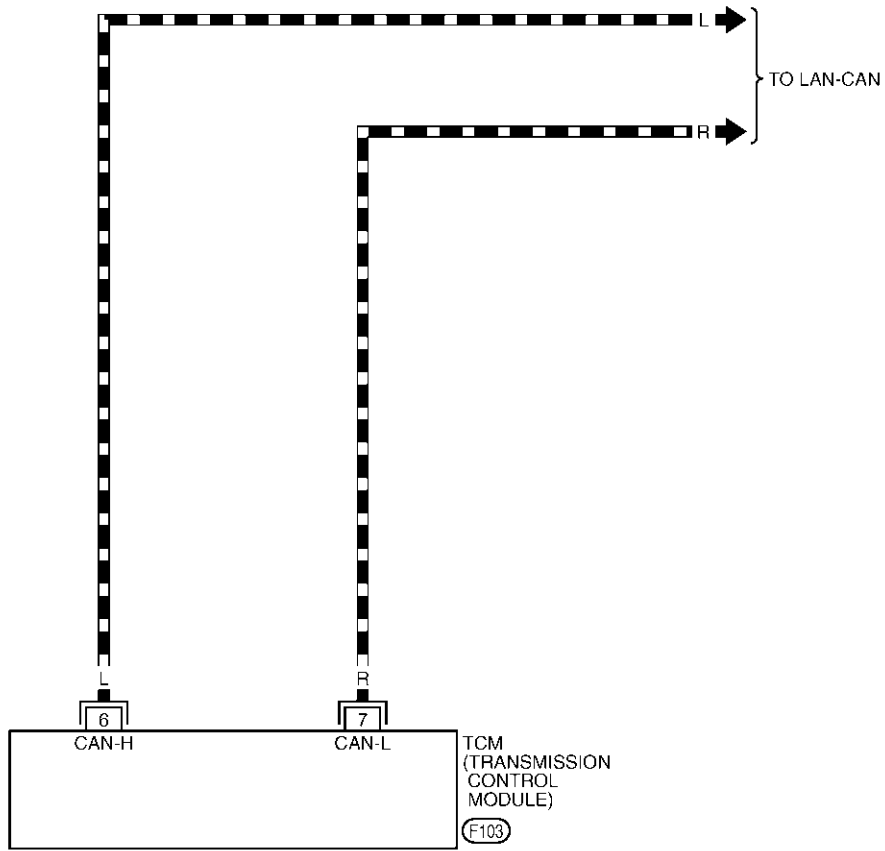 L
TO LAN-CAN
R
L
R
6
7
CAN-H
CAN-L
TCM
(TRANSMISSION
CONTROL
MODULE)
F103